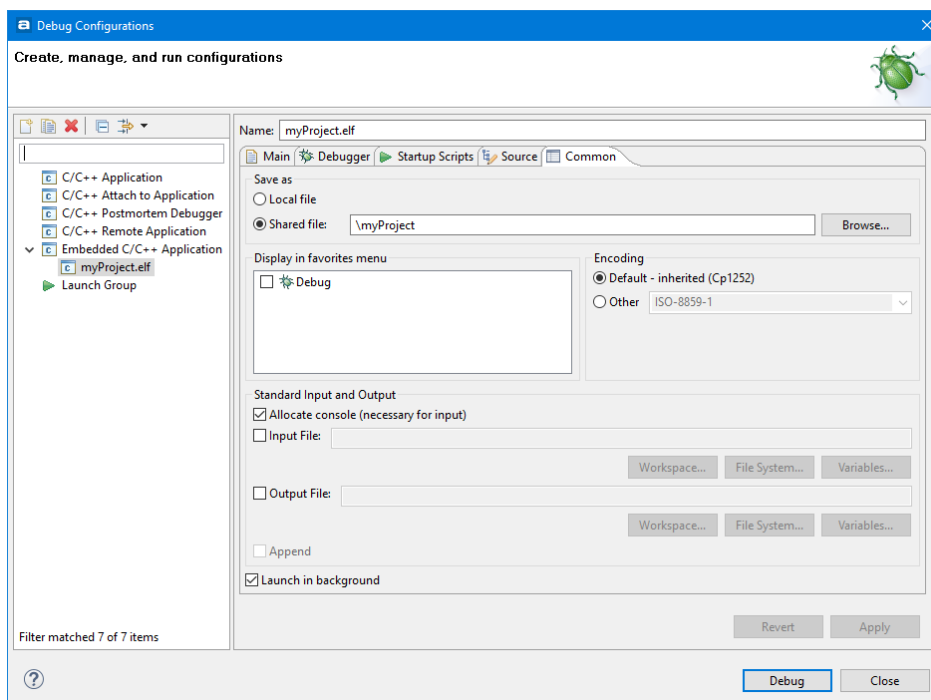 a Debug Configurations
Create, manage, and run configurations
Name: myProject.elf
Main Debugger Startup Scripts Source Common
C/C++ Application
C/C++ Attach to Application
C/C++ Postmortem Debugger
C/C++ Remote Application
Embedded C/C++ Application
myProject.elf
Launch Group
Filter matched 7 of 7 items
Save as
Local file
Shared file: \myProject Browse...
Display in favorites menu
Debug
Encoding
Default - inherited (Cp1252)
Other ISO-8859-1
Standard Input and Output
Allocate console (necessary for input)
Input File:
Workspace... File System... Variables...
Output File:
Workspace... File System... Variables...
Append
Launch in background
Revert Apply
? Debug Close